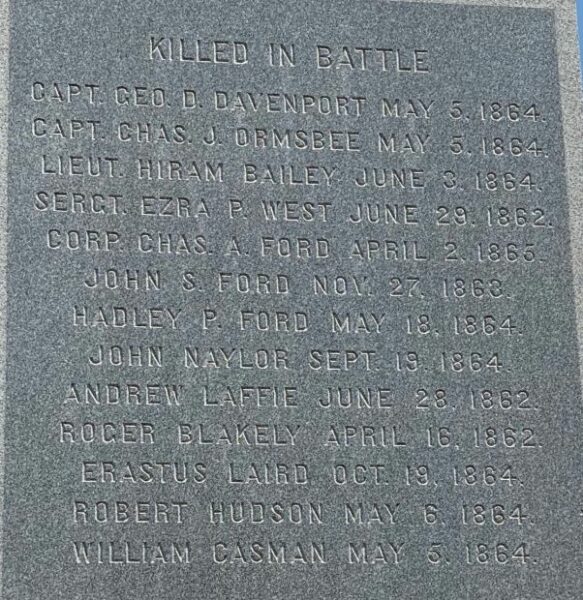 KILLED IN BATTLE
CAPT. GEO. D. DAVENPORT MAY 5, 1864.
CAPT. CHAS. J. ORMSBEE MAY 5, 1864.
LIEUT. HIRAM BAILEY JUNE 3, 1864.
SERGT. EZRA P. WEST JUNE 29, 1862.
CORP. CHAS. A. FORD APRIL 2, 1865.
JOHN S. FORD NOV. 27, 1863.
HADLEY P. FORD MAY 18, 1864.
JOHN NAYLOR SEPT. 19, 1864.
ANDREW LAFFIE JUNE 28, 1862.
ROGER BLAKELY APRIL 16, 1862.
ERASTUS LAIRD OCT. 19, 1864.
ROBERT HUDSON MAY 6, 1864.
WILLIAM CASMAN MAY 5, 1864.